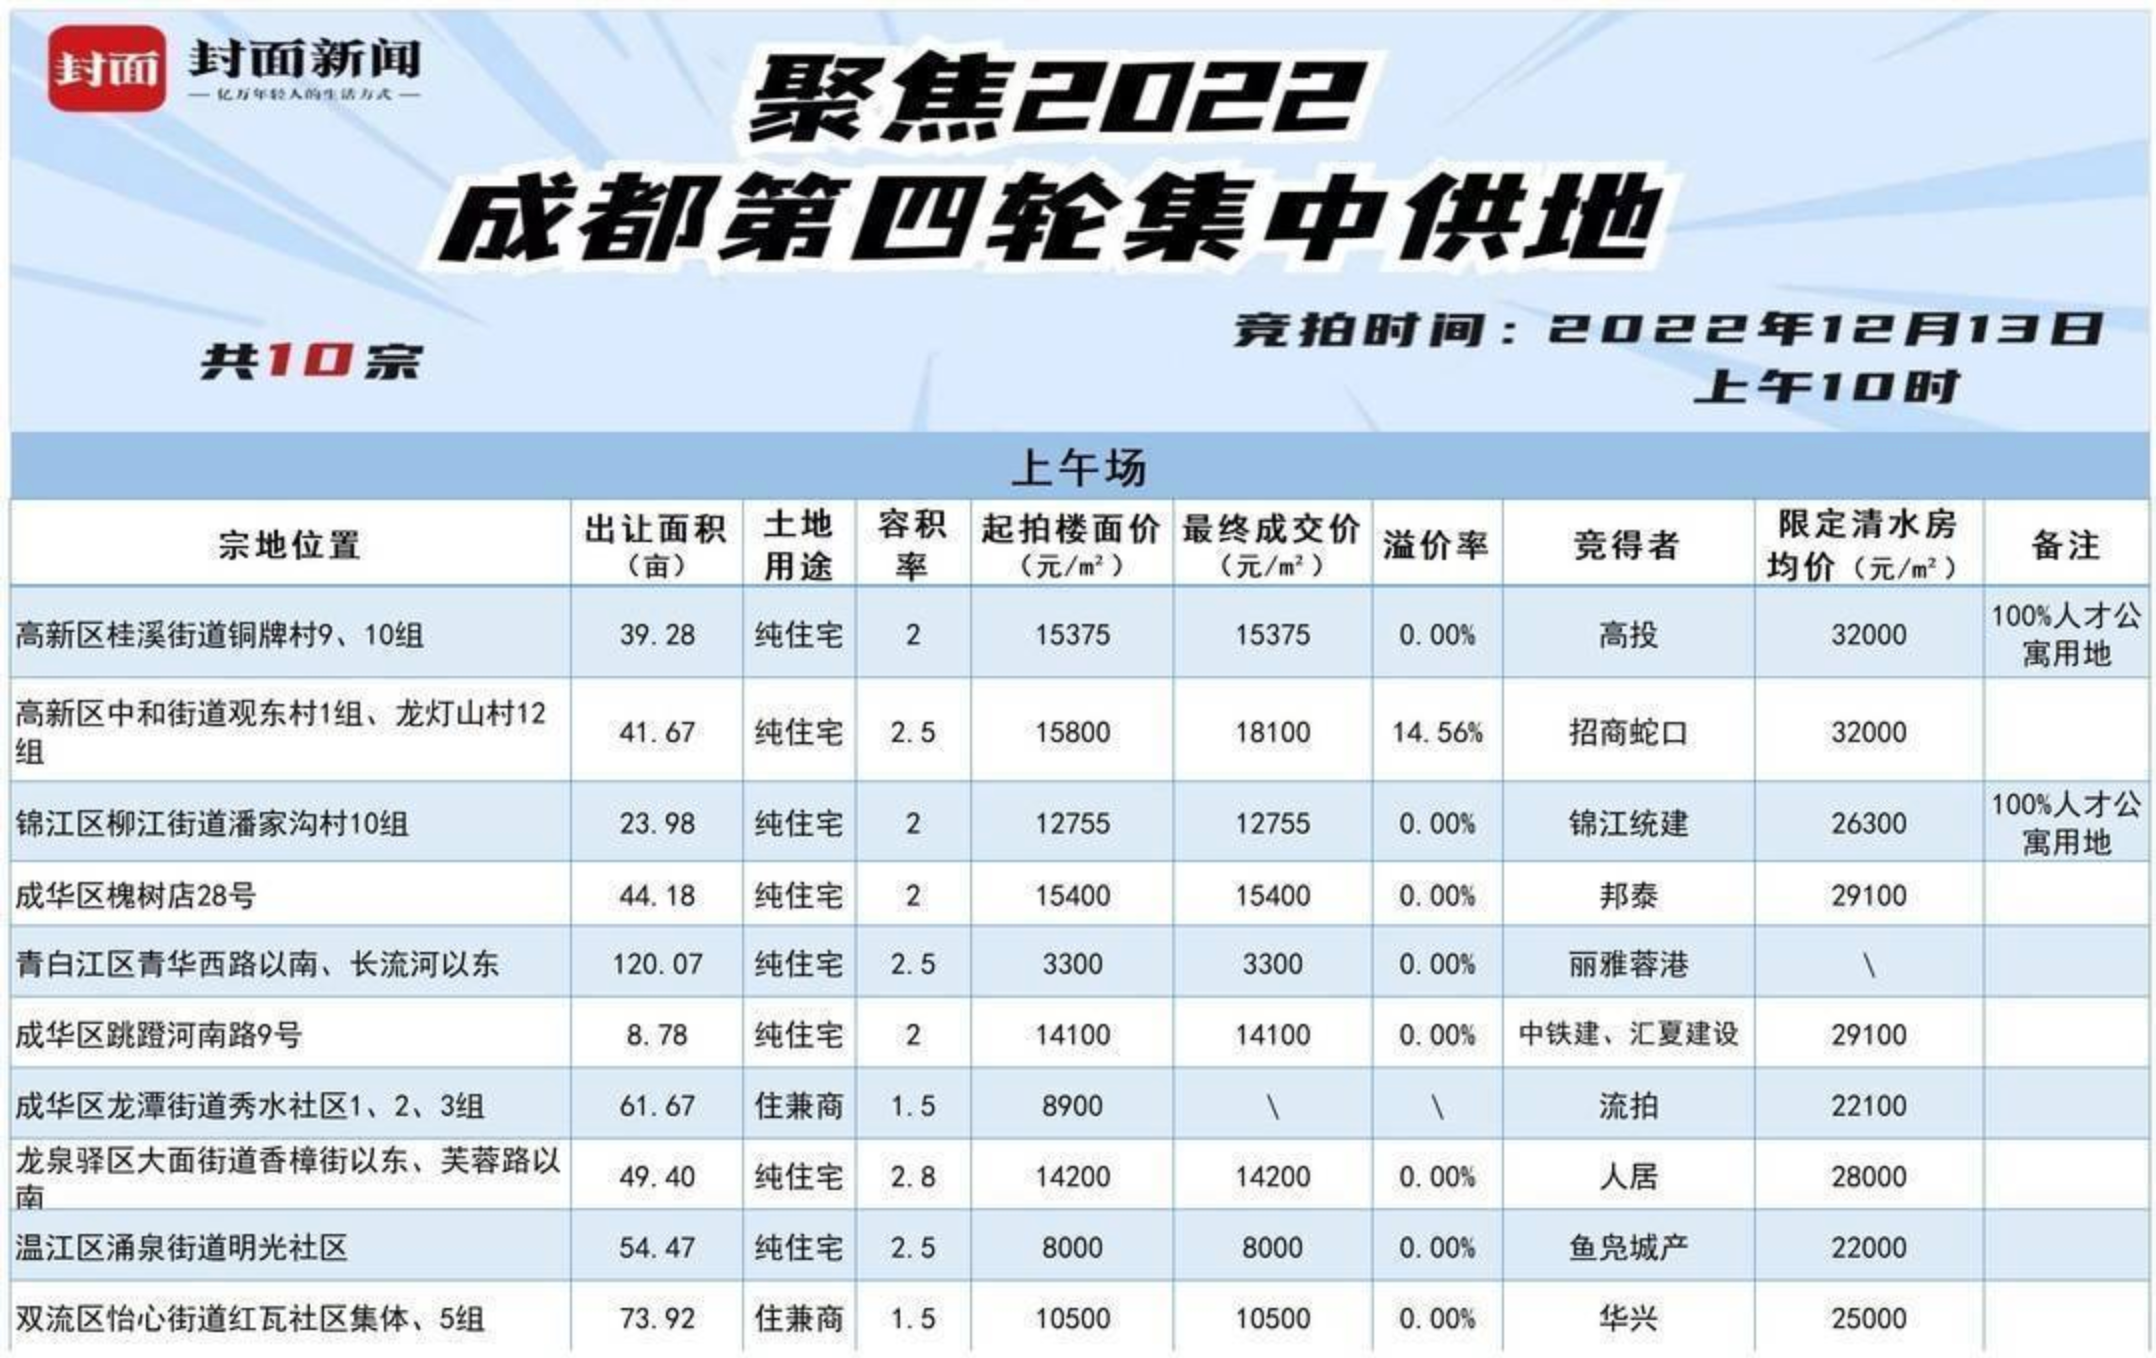 封面
封面新闻
— 亿万年轻人的生活方式 —
聚焦2022
成都第四轮集中供地
共10宗
竞拍时间：2022年12月13日
上午10时
上午场
宗地位置 出让面积（亩） 土地用途 容积率 起拍楼面价（元/㎡） 最终成交价（元/㎡） 溢价率 竞得者 限定清水房均价（元/㎡） 备注
高新区桂溪街道铜牌村9、10组 39.28 纯住宅 2 15375 15375 0.00% 高投 32000 100%人才公寓用地
高新区中和街道观东村1组、龙灯山村12组 41.67 纯住宅 2.5 15800 18100 14.56% 招商蛇口 32000
锦江区柳江街道潘家沟村10组 23.98 纯住宅 2 12755 12755 0.00% 锦江统建 26300 100%人才公寓用地
成华区槐树店28号 44.18 纯住宅 2 15400 15400 0.00% 邦泰 29100
青白江区青华西路以南、长流河以东 120.07 纯住宅 2.5 3300 3300 0.00% 丽雅蓉港 \
成华区跳蹬河南路9号 8.78 纯住宅 2 14100 14100 0.00% 中铁建、汇夏建设 29100
成华区龙潭街道秀水社区1、2、3组 61.67 住兼商 1.5 8900 \ \ 流拍 22100
龙泉驿区大面街道香樟街以东、芙蓉路以南 49.40 纯住宅 2.8 14200 14200 0.00% 人居 28000
温江区涌泉街道明光社区 54.47 纯住宅 2.5 8000 8000 0.00% 鱼凫城产 22000
双流区怡心街道红瓦社区集体、5组 73.92 住兼商 1.5 10500 10500 0.00% 华兴 25000